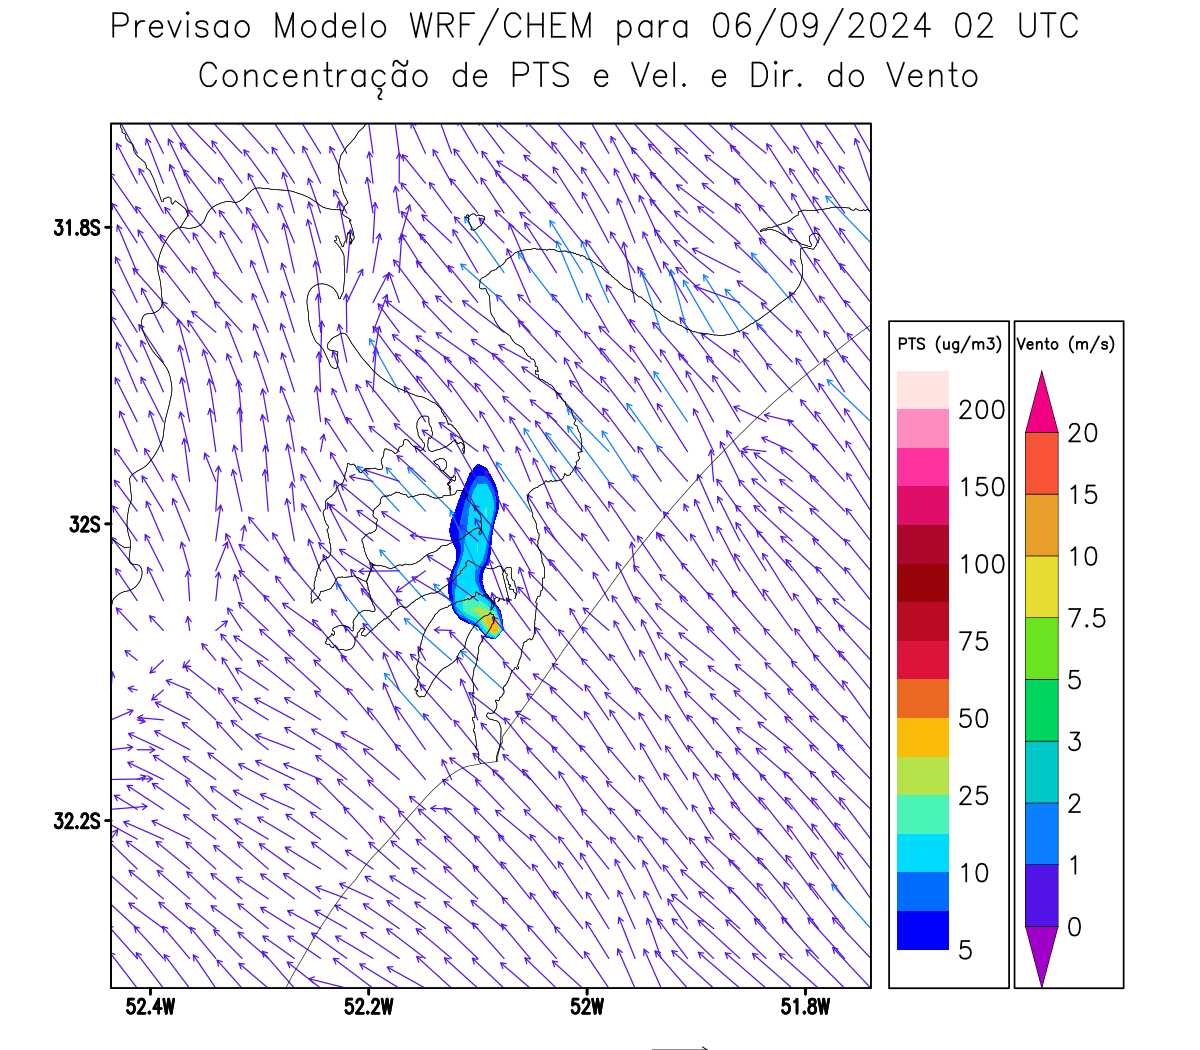 Previsao Modelo WRF/CHEM para 06/09/2024 02 UTC
Concentração de PTS e Vel. e Dir. do Vento
31.8S
32S
32.2S
52.4W 52.2W 52W 51.8W
PTS (ug/m3)
200
150
100
75
50
25
10
5
Vento (m/s)
20
15
10
7.5
5
3
2
1
0